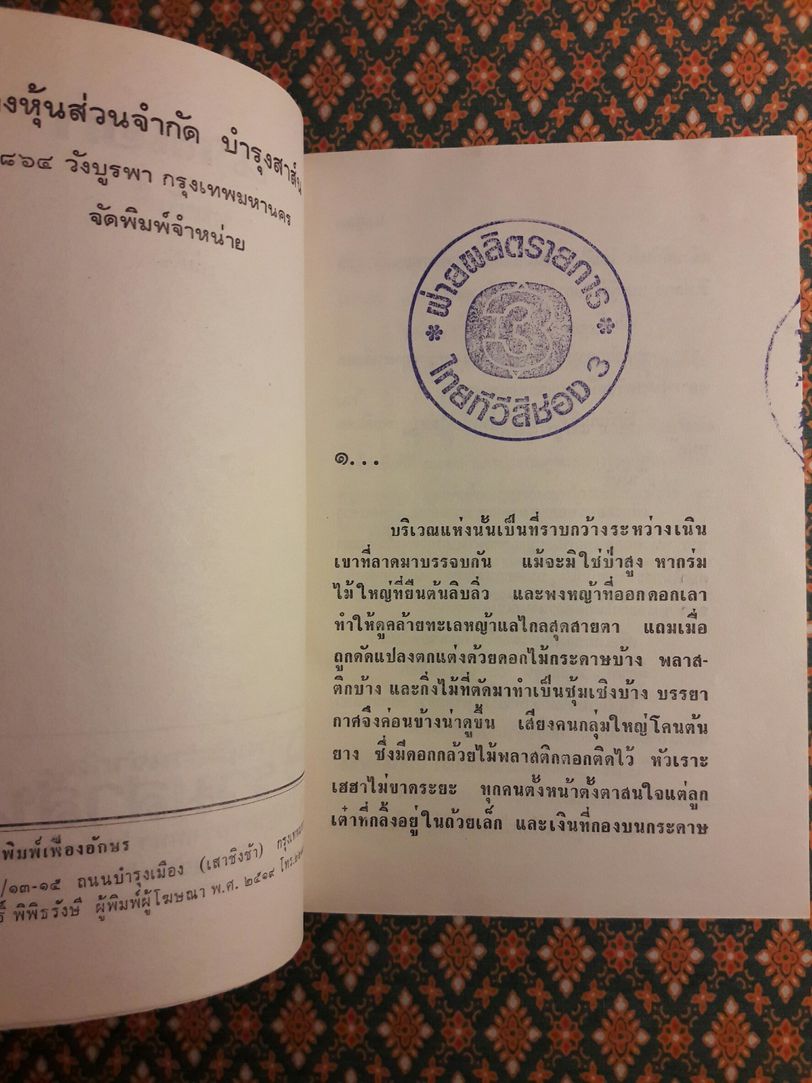 หุ้นส่วนจำกัด บำรุงสาส์น
๘๖๔ วังบูรพา กรุงเทพมหานคร
จัดพิมพ์จำหน่าย
พิมพ์เฟื่องอักษร
/๑๓-๑๕ ถนนบำรุงเมือง (เสาชิงช้า)
พิพิธรังษี ผู้พิมพ์ผู้โฆษณา พ.ศ. ๒๕๑๙ โทร.
ฝ่ายผลิตรายการ
ไทยทีวีสีช่อง 3
๑...
บริเวณแห่งนั้นเป็นที่ราบกว้างระหว่างเนิน
เขาที่ลาดมาบรรจบกัน แม้จะมิใช่ป่าสูง หากร่ม
ไม้ใหญ่ที่ยืนต้นลิบลิ่ว และพงหญ้าที่ออกดอกเลา
ทำให้ดูคล้ายทะเลหญ้าแลไกลสุดสายตา แถมเมื่อ
ถูกดัดแปลงตกแต่งด้วยดอกไม้กระดาษบ้าง พลาส-
ติกบ้าง และกิ่งไม้ที่ตัดมาทำเป็นซุ้มเชิงบ้าง บรรยา
กาศจึงค่อนข้างน่าดูขึ้น เสียงคนกลุ่มใหญ่โคนต้น
ยาง ซึ่งมีดอกกล้วยไม้พลาสติกตอกติดไว้ หัวเราะ
เฮฮาไม่ขาดระยะ ทุกคนตั้งหน้าตั้งตาสนใจแต่ลูก
เต๋าที่กลิ้งอยู่ในถ้วยเล็ก และเงินที่กองบนกระดาษ